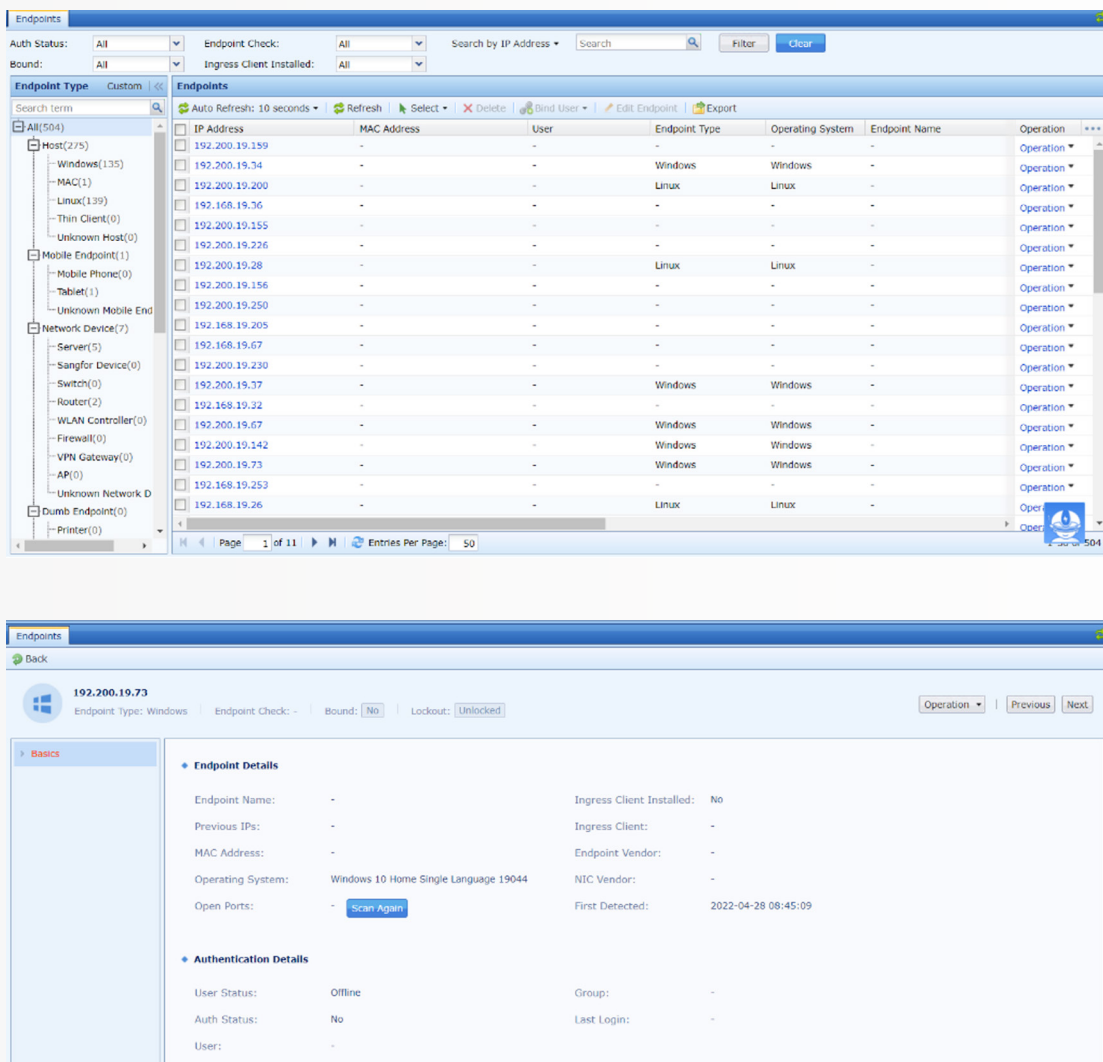 Endpoints
Auth Status: All Endpoint Check: All Search by IP Address Search Filter Clear
Bound: All Ingress Client Installed: All
Endpoint Type Custom
Search term
All(504)
Host(275)
Windows(135)
MAC(1)
Linux(139)
Thin Client(0)
Unknown Host(0)
Mobile Endpoint(1)
Mobile Phone(0)
Tablet(1)
Unknown Mobile End
Network Device(7)
Server(5)
Sangfor Device(0)
Switch(0)
Router(2)
WLAN Controller(0)
Firewall(0)
VPN Gateway(0)
AP(0)
Unknown Network D
Dumb Endpoint(0)
Printer(0)
Endpoints
Auto Refresh: 10 seconds Refresh Select Delete Bind User Edit Endpoint Export
IP Address MAC Address User Endpoint Type Operating System Endpoint Name Operation
192.200.19.159 - - - - - Operation
192.200.19.34 - - Windows Windows - Operation
192.200.19.200 - - Linux Linux - Operation
192.168.19.36 - - - - - Operation
192.200.19.155 - - - - - Operation
192.200.19.226 - - - - - Operation
192.200.19.28 - - Linux Linux - Operation
192.200.19.156 - - - - - Operation
192.200.19.250 - - - - - Operation
192.168.19.205 - - - - - Operation
192.168.19.67 - - - - - Operation
192.200.19.230 - - - - - Operation
192.200.19.37 - - Windows Windows - Operation
192.168.19.32 - - - - - Operation
192.200.19.67 - - Windows Windows - Operation
192.200.19.142 - - Windows Windows - Operation
192.200.19.73 - - Windows Windows - Operation
192.168.19.253 - - - - - Operation
192.168.19.26 - - Linux Linux -
Page 1 of 11 Entries Per Page: 50 504
Endpoints
Back
192.200.19.73
Endpoint Type: Windows Endpoint Check: - Bound: No Lockout: Unlocked Operation Previous Next
Basics
Endpoint Details
Endpoint Name: - Ingress Client Installed: No
Previous IPs: - Ingress Client: -
MAC Address: - Endpoint Vendor: -
Operating System: Windows 10 Home Single Language 19044 NIC Vendor: -
Open Ports: - Scan Again First Detected: 2022-04-28 08:45:09
Authentication Details
User Status: Offline Group: -
Auth Status: No Last Login: -
User: -